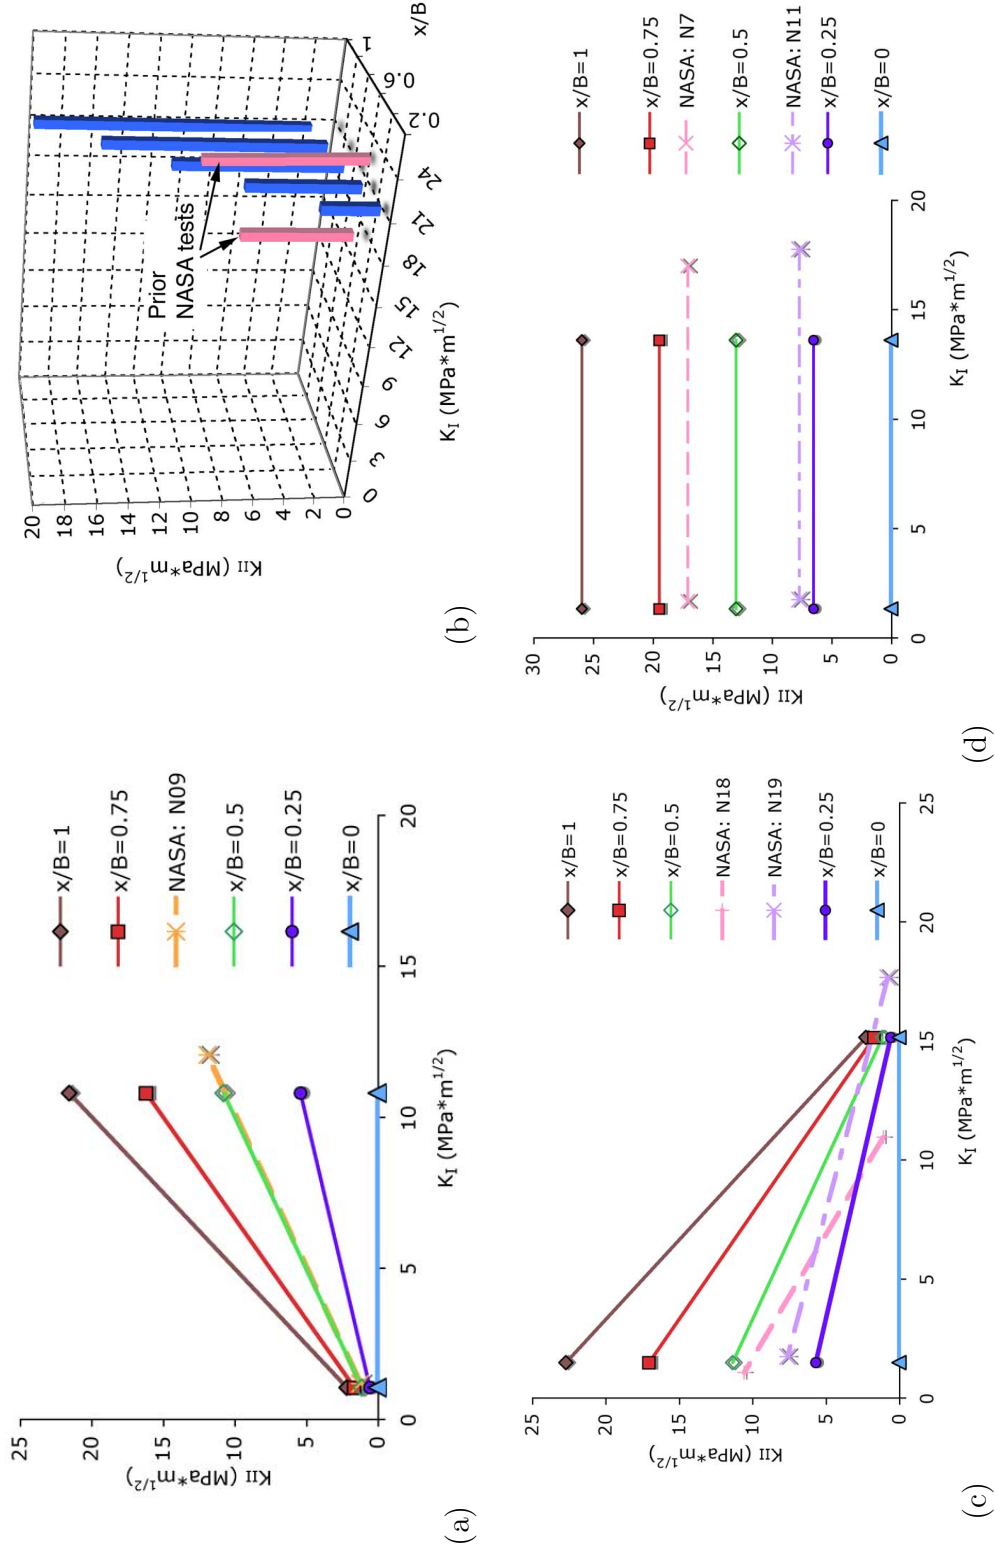 25
20
15
10
5
0
KII (MPa*m1/2)
0
5
10
15
20
KI (MPa*m1/2)
x/B=1
x/B=0.75
NASA: N09
x/B=0.5
x/B=0.25
x/B=0
(a)
20
18
16
14
12
10
8
6
4
2
0
KII (MPa*m1/2)
0
3
6
9
12
15
18
21
24
KI (MPa*m1/2)
0.2
0.6
1
x/B
Prior
NASA tests
(b)
25
20
15
10
5
0
KII (MPa*m1/2)
0
5
10
15
20
25
KI (MPa*m1/2)
x/B=1
x/B=0.75
x/B=0.5
NASA: N18
NASA: N19
x/B=0.25
x/B=0
(c)
30
25
20
15
10
5
0
KII (MPa*m1/2)
0
5
10
15
20
KI (MPa*m1/2)
x/B=1
x/B=0.75
NASA: N7
x/B=0.5
NASA: N11
x/B=0.25
x/B=0
(d)